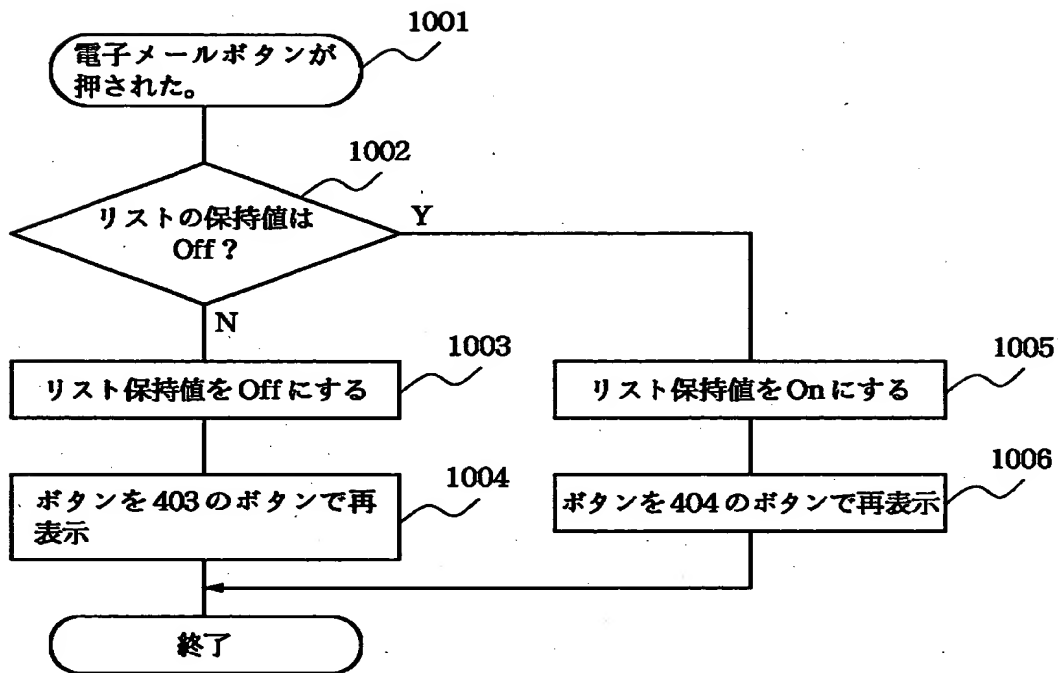 1001
電子メールボタンが
押された。
1002
リストの保持値は
Off？
Y
N
1003
リスト保持値をOffにする
1005
リスト保持値をOnにする
1004
ボタンを403のボタンで再
表示
1006
ボタンを404のボタンで再表示
終了